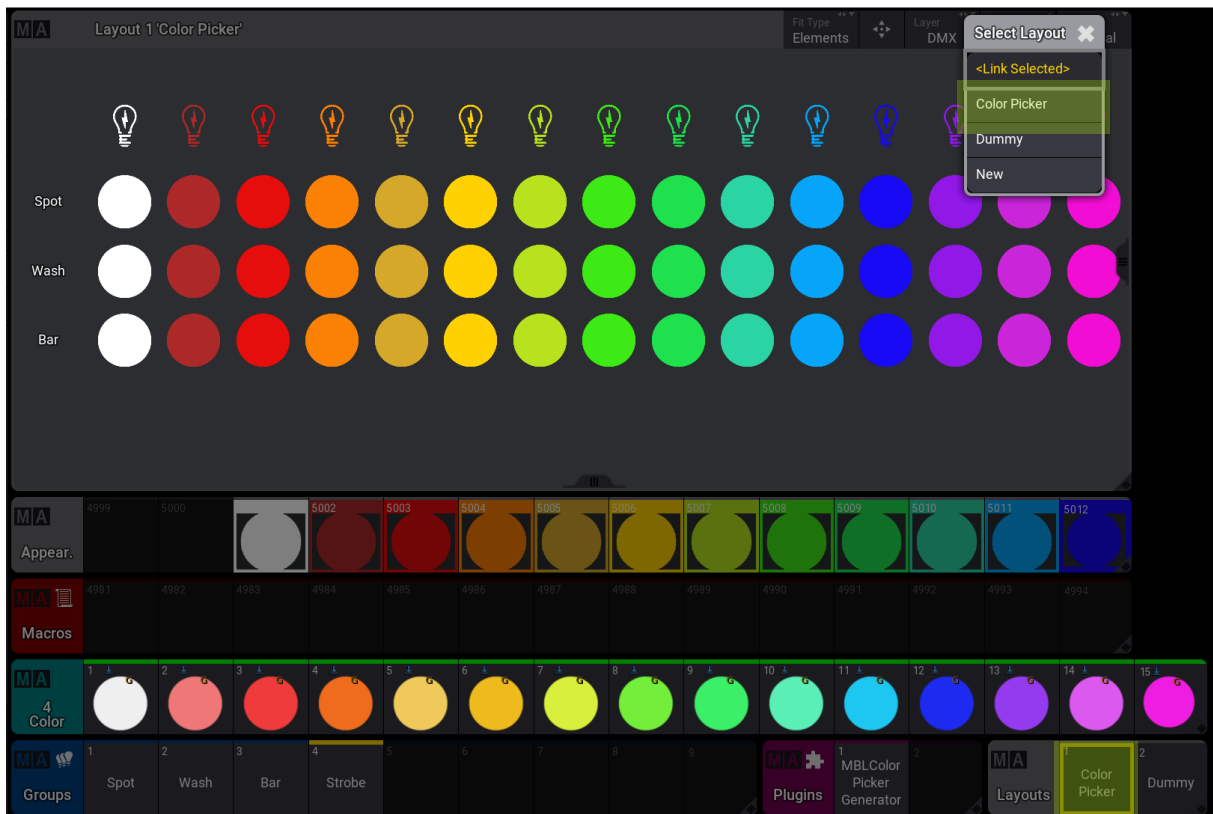 MA Layout 1 'Color Picker'
Fit Type
Elements
Layer
DMX
al
Select Layout
<Link Selected>
Color Picker
Dummy
New
Spot
Wash
Bar
MA 4999 5000 5002 5003 5004 5005 5006 5007 5008 5009 5010 5011 5012
Appear.
MA 4981 4982 4983 4984 4985 4986 4987 4988 4989 4990 4991 4992 4993 4994
Macros
MA 1 2 3 4 5 6 7 8 9 10 11 12 13 14 15
G G G G G G G G G G G G G G G
4
Color
MA 1 2 3 4 5 6 7 8 9 MA 1 2 MA 1 2
Groups Spot Wash Bar Strobe
Plugins
MBLColor
Picker
Generator
Layouts
Color
Picker
Dummy